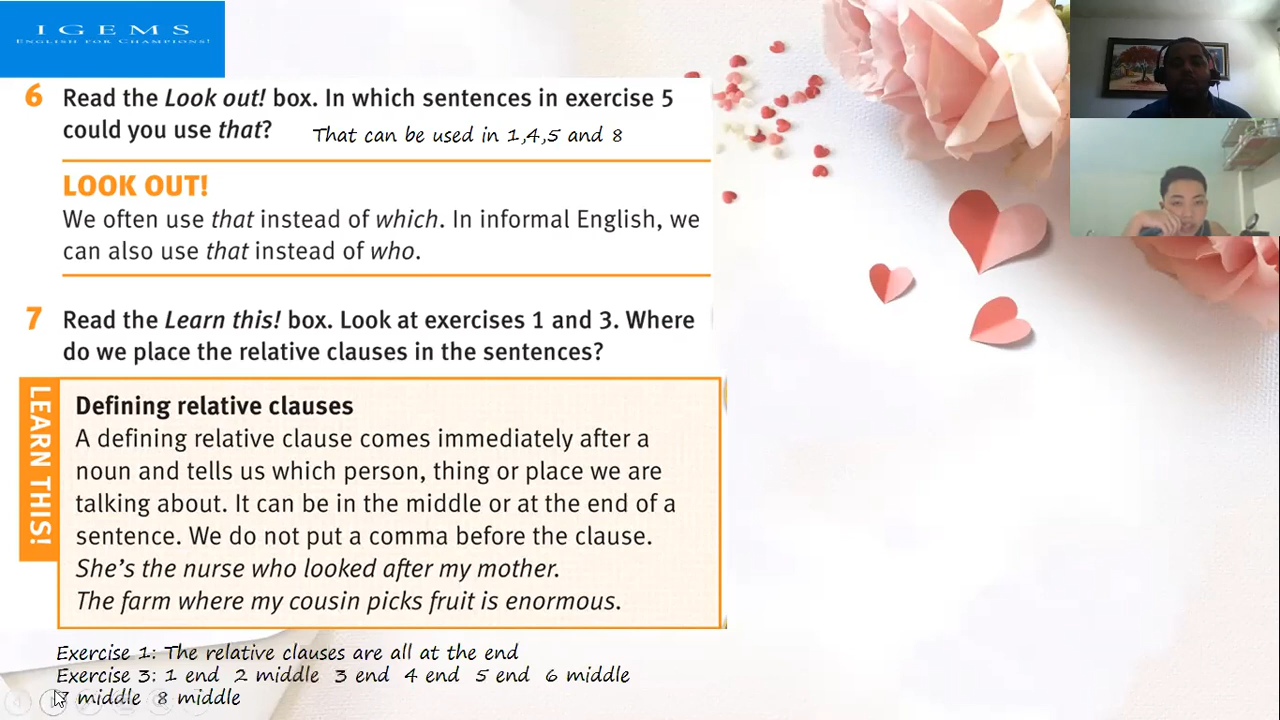 IGEMS
ENGLISH FOR CHAMPIONS!
6 Read the Look out! box. In which sentences in exercise 5
could you use that? That can be used in 1,4,5 and 8
LOOK OUT!
We often use that instead of which. In informal English, we
can also use that instead of who.
7 Read the Learn this! box. Look at exercises 1 and 3. Where
do we place the relative clauses in the sentences?
LEARN THIS!
Defining relative clauses
A defining relative clause comes immediately after a
noun and tells us which person, thing or place we are
talking about. It can be in the middle or at the end of a
sentence. We do not put a comma before the clause.
She's the nurse who looked after my mother.
The farm where my cousin picks fruit is enormous.
Exercise 1: The relative clauses are all at the end
Exercise 3: 1 end 2 middle 3 end 4 end 5 end 6 middle
7 middle 8 middle